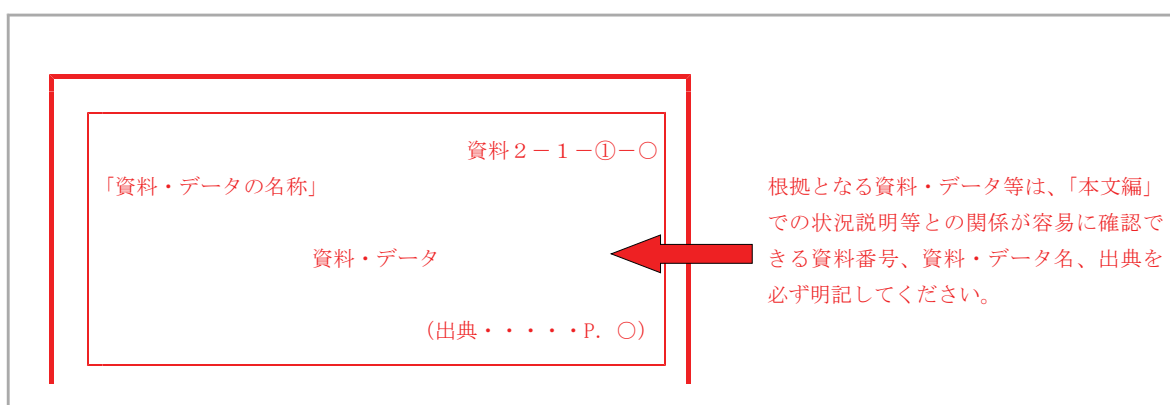 資料２－１－①－○
「資料・データの名称」
資料・データ
（出典・・・・・P．○）
根拠となる資料・データ等は、「本文編」
での状況説明等との関係が容易に確認で
きる資料番号、資料・データ名、出典を
必ず明記してください。